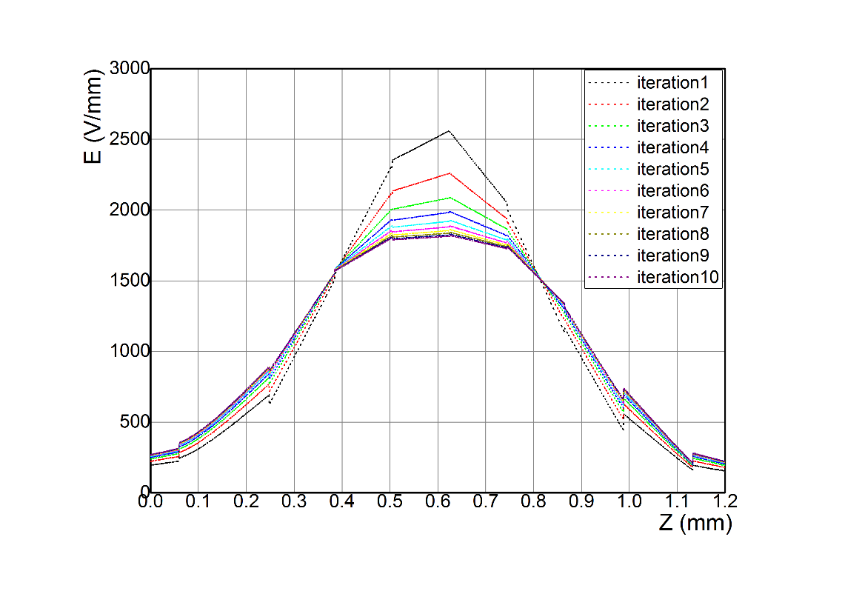 E (V/mm)
3000
2500
2000
1500
1000
500
0
0.0 0.1 0.2 0.3 0.4 0.5 0.6 0.7 0.8 0.9 1.0 1.1 1.2
Z (mm)
iteration1
iteration2
iteration3
iteration4
iteration5
iteration6
iteration7
iteration8
iteration9
iteration10